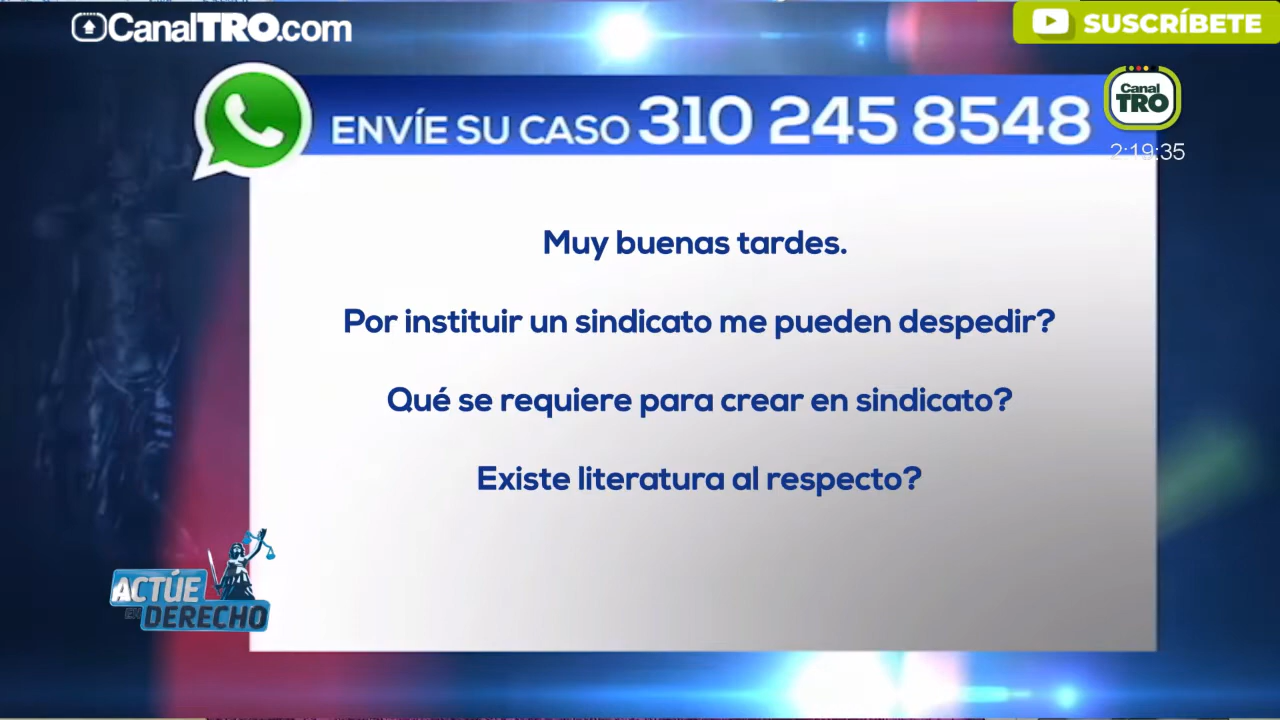 CanalTRO.com
SUSCRÍBETE
ENVÍE SU CASO 310 245 8548
Canal
TRO
2:19:35
Muy buenas tardes.
Por instituir un sindicato me pueden despedir?
Qué se requiere para crear en sindicato?
Existe literatura al respecto?
ACTÚE
EN DERECHO